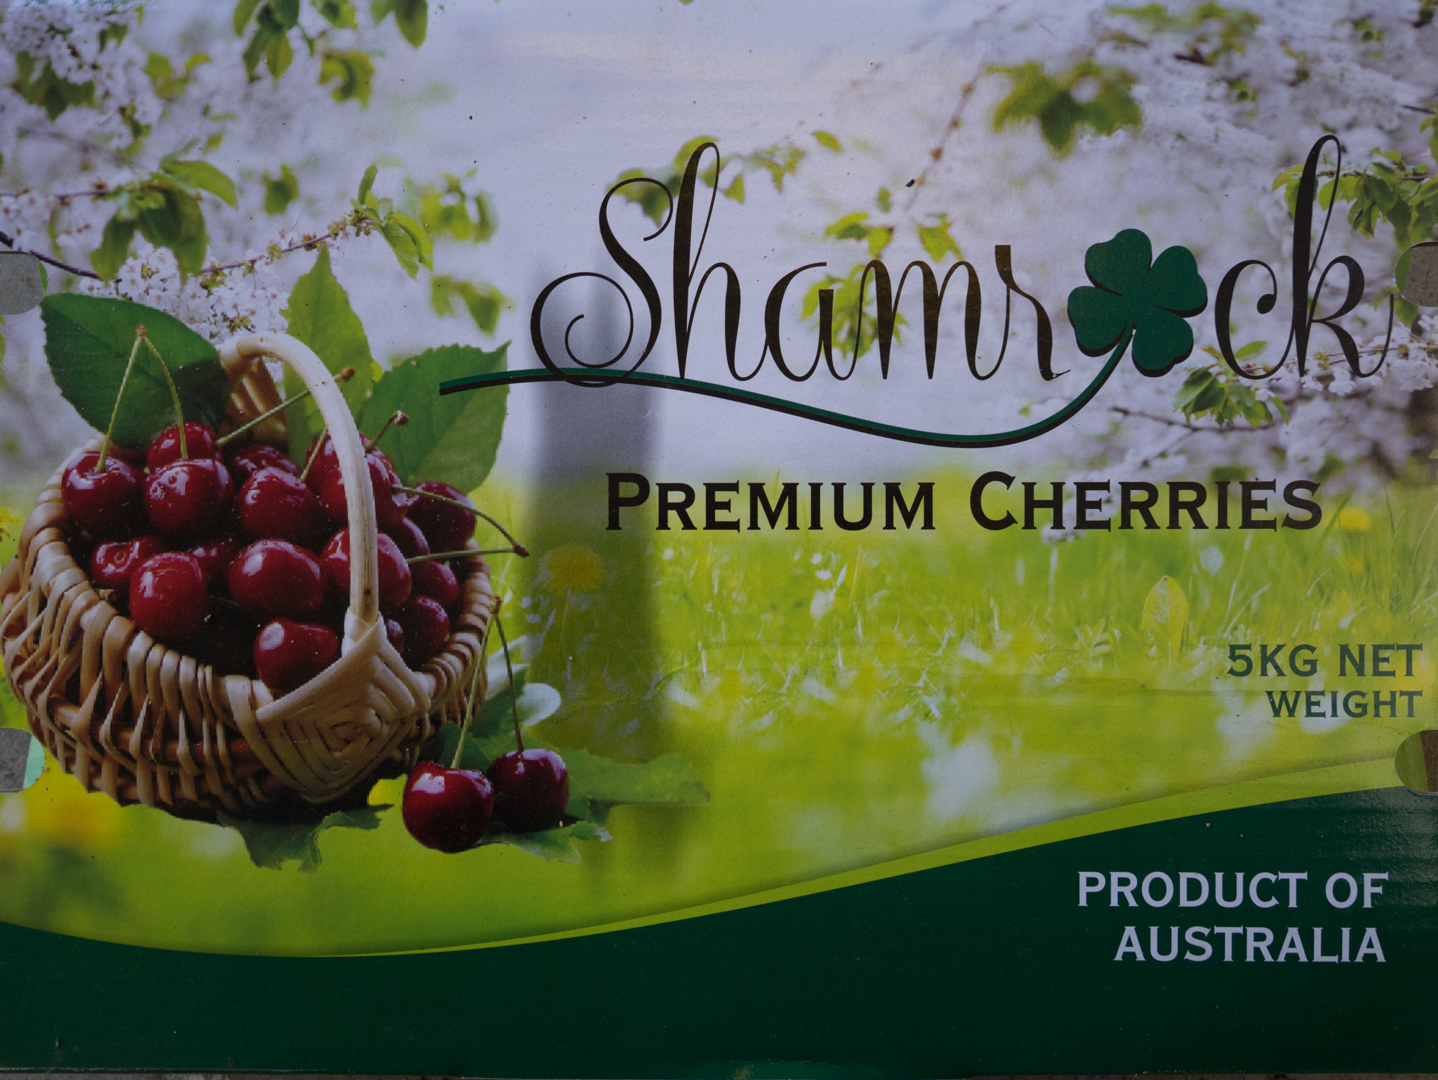 Shamrock
PREMIUM CHERRIES
5KG NET
WEIGHT
PRODUCT OF
AUSTRALIA